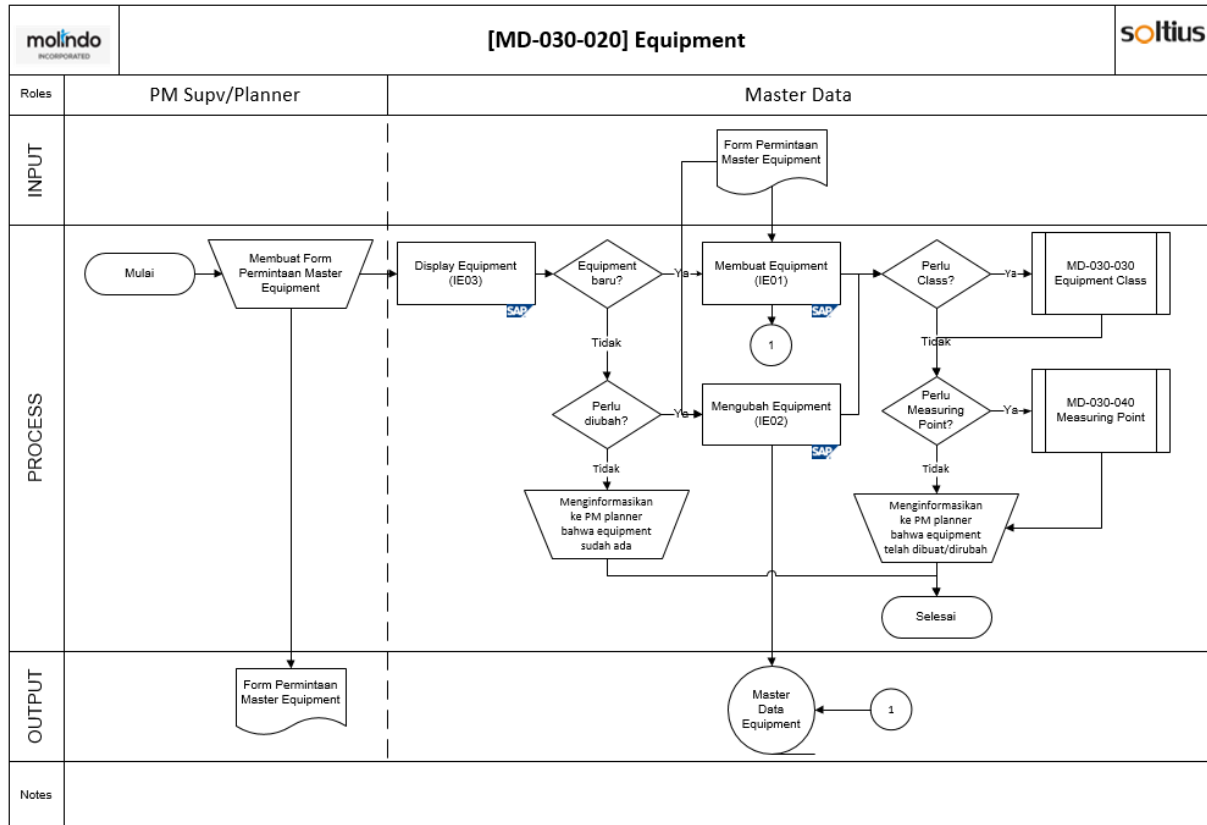 molindo
INCORPORATED
[MD-030-020] Equipment
soltius
Roles
PM Supv/Planner
Master Data
INPUT
Form Permintaan
Master Equipment
PROCESS
Mulai
Membuat Form
Permintaan Master
Equipment
Display Equipment
(IE03)
SAP
Equipment
baru?
Ya
Membuat Equipment
(IE01)
SAP
Perlu
Class?
Ya
MD-030-030
Equipment Class
1
Tidak
Tidak
Perlu
diubah?
Ya
Mengubah Equipment
(IE02)
SAP
Perlu
Measuring
Point?
Ya
MD-030-040
Measuring Point
Tidak
Tidak
Menginformasikan
ke PM planner
bahwa equipment
sudah ada
Menginformasikan
ke PM planner
bahwa equipment
telah dibuat/dirubah
Selesai
OUTPUT
Form Permintaan
Master Equipment
Master
Data
Equipment
1
Notes